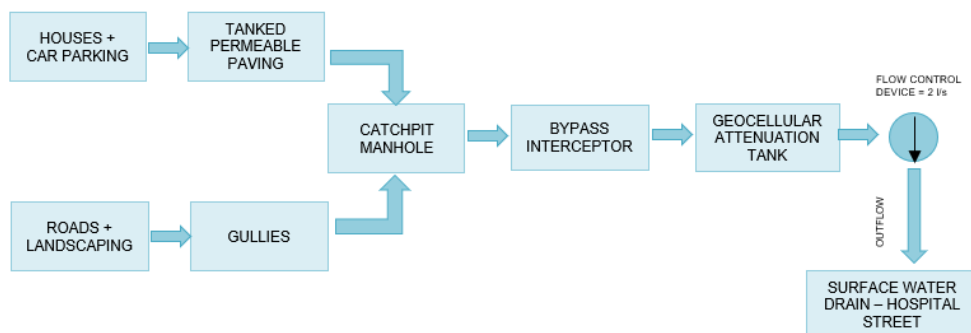 HOUSES +
CAR PARKING
TANKED
PERMEABLE
PAVING
FLOW CONTROL
DEVICE = 2 l/s
CATCHPIT
MANHOLE
BYPASS
INTERCEPTOR
GEOCELLULAR
ATTENUATION
TANK
ROADS +
LANDSCAPING
GULLIES
OUTFLOW
SURFACE WATER
DRAIN – HOSPITAL
STREET